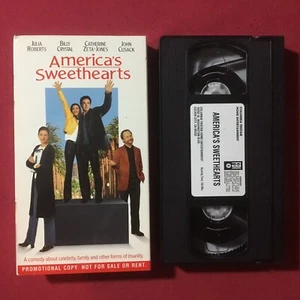 JULIA ROBERTS
BILLY CRYSTAL
CATHERINE ZETA-JONES
JOHN CUSACK
America's
Sweethearts
A comedy about celebrity, family and other forms of insanity.
PROMOTIONAL COPY: NOT FOR SALE OR RENT.
AMERICA'S SWEETHEARTS